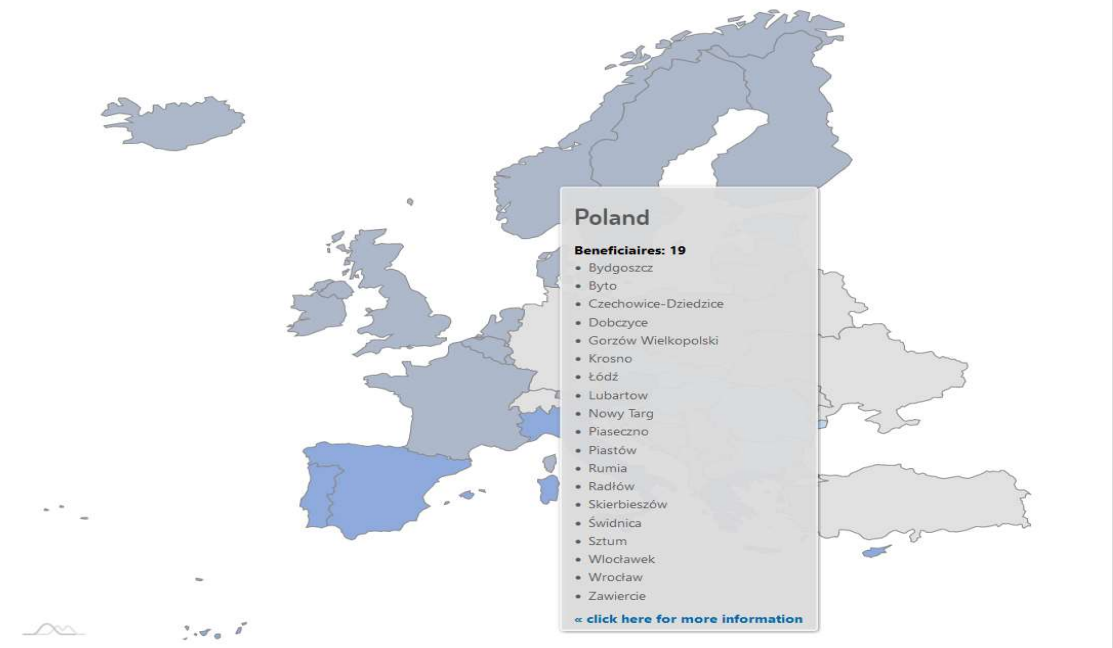 Poland
Beneficiaires: 19
• Bydgoszcz
• Byto
• Czechowice-Dziedzice
• Dobczyce
• Gorzów Wielkopolski
• Krosno
• Łódź
• Lubartow
• Nowy Targ
• Piaseczno
• Piastów
• Rumia
• Radłów
• Skierbieszów
• Świdnica
• Sztum
• Wlocławek
• Wrocław
• Zawiercie
« click here for more information